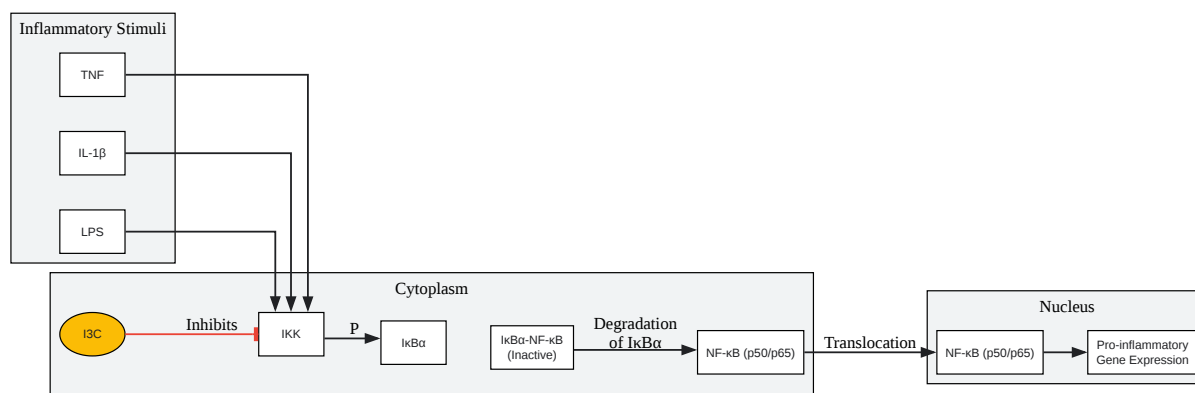 Inflammatory Stimuli
TNF
IL-1β
LPS
Cytoplasm
I3C
Inhibits
IKK
P
IκBα
IκBα-NF-κB
(Inactive)
Degradation
of IκBα
NF-κB (p50/p65)
Translocation
Nucleus
NF-κB (p50/p65)
Pro-inflammatory
Gene Expression